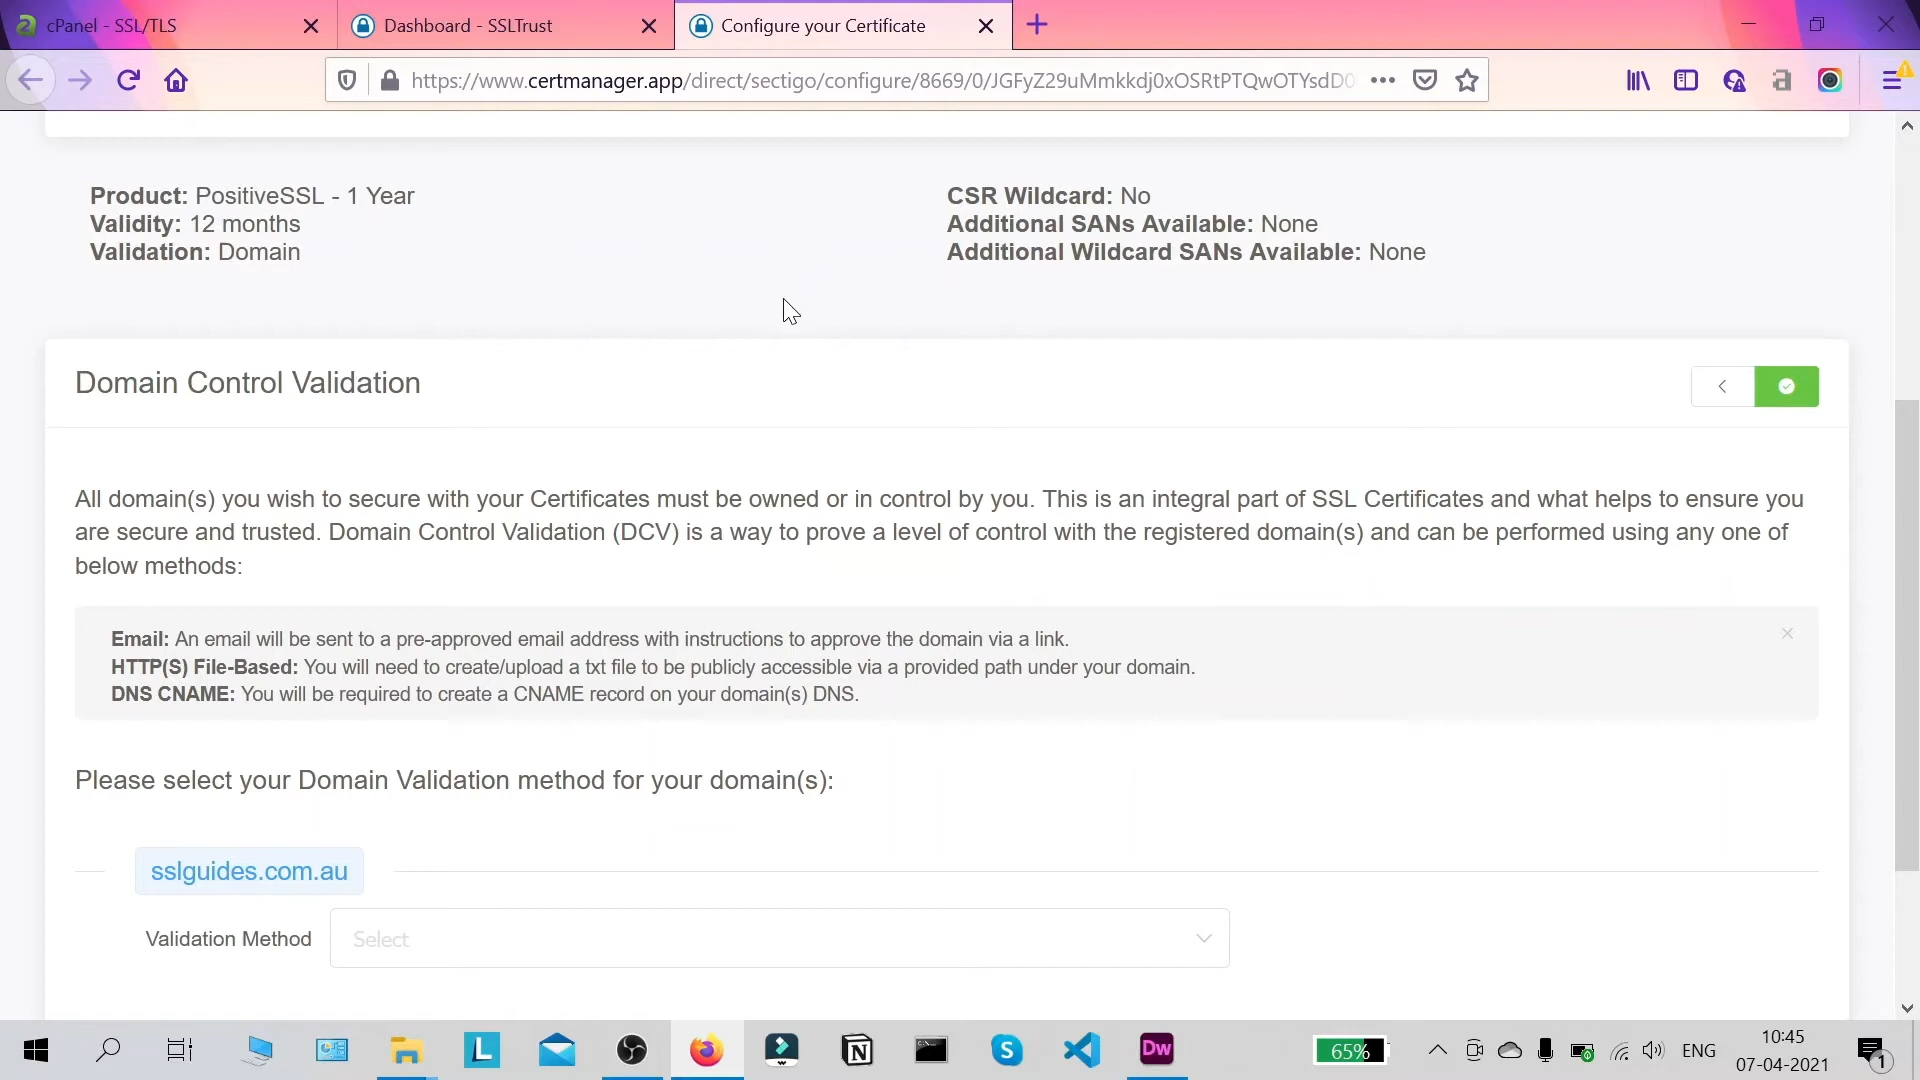 cPanel - SSL/TLS
Dashboard - SSLTrust
Configure your Certificate
https://www.certmanager.app/direct/sectigo/configure/8669/0/JGFyZ29uMmkkdj0xOSRtPTQwOTYsdD0
Product: PositiveSSL - 1 Year
Validity: 12 months
Validation: Domain
CSR Wildcard: No
Additional SANs Available: None
Additional Wildcard SANs Available: None
Domain Control Validation
All domain(s) you wish to secure with your Certificates must be owned or in control by you. This is an integral part of SSL Certificates and what helps to ensure you
are secure and trusted. Domain Control Validation (DCV) is a way to prove a level of control with the registered domain(s) and can be performed using any one of
below methods:
Email: An email will be sent to a pre-approved email address with instructions to approve the domain via a link.
HTTP(S) File-Based: You will need to create/upload a txt file to be publicly accessible via a provided path under your domain.
DNS CNAME: You will be required to create a CNAME record on your domain(s) DNS.
Please select your Domain Validation method for your domain(s):
sslguides.com.au
Validation Method
Select
65%
ENG
10:45
07-04-2021
1
L
N
S
Dw